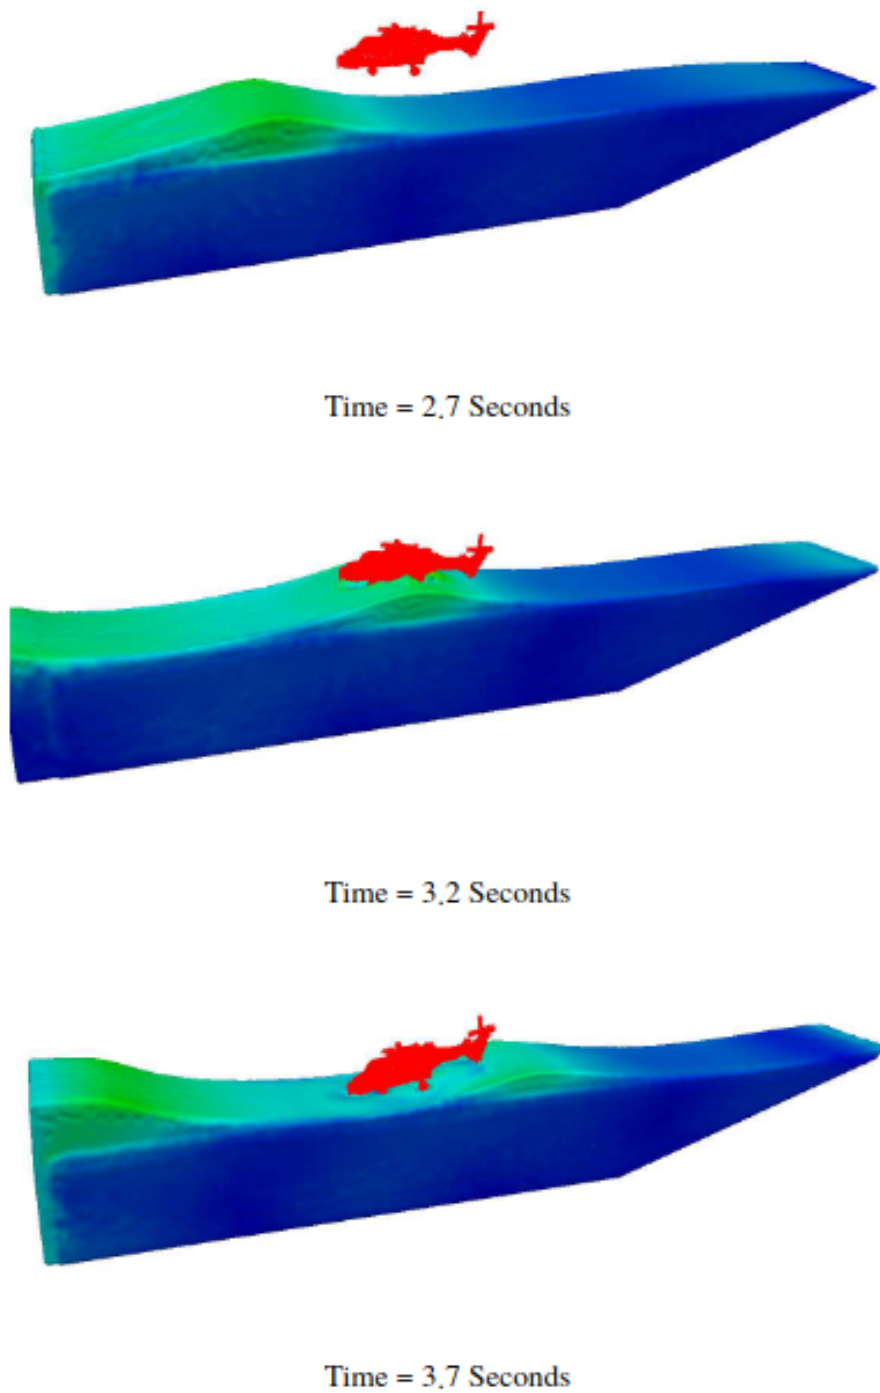 Time = 2.7 Seconds
Time = 3.2 Seconds
Time = 3.7 Seconds